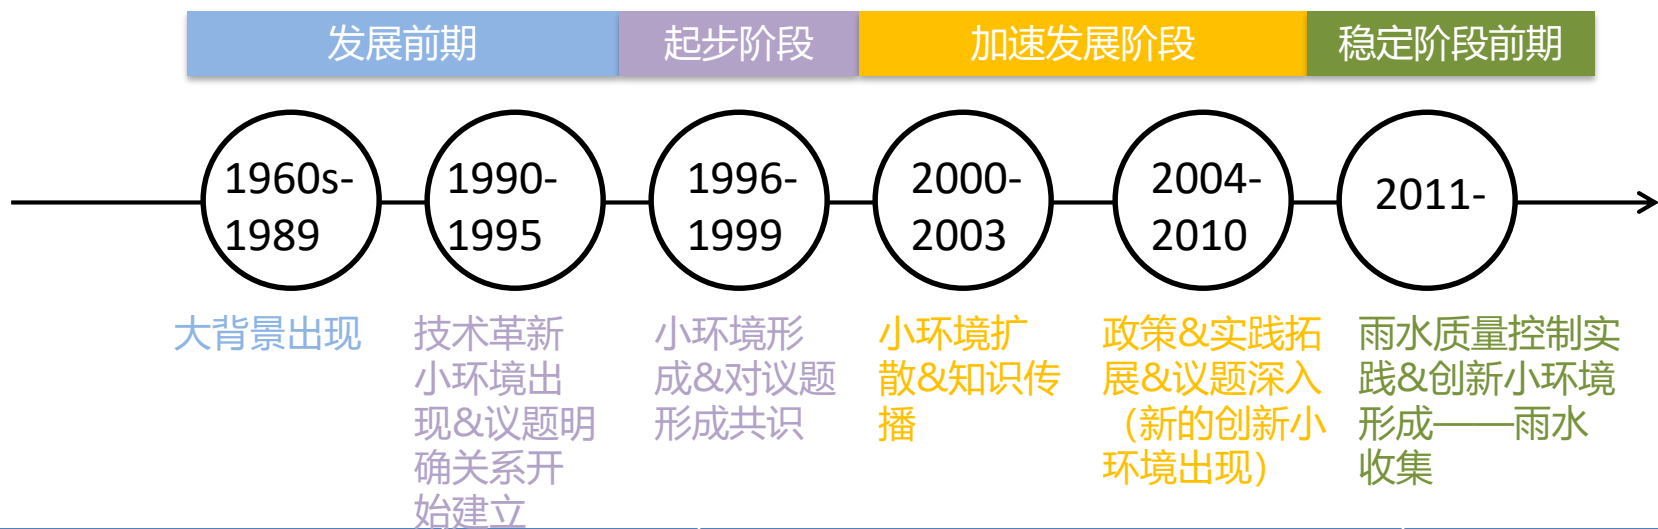 发展前期
起步阶段
加速发展阶段
稳定阶段前期
1960s-
1989
1990-
1995
1996-
1999
2000-
2003
2004-
2010
2011-
大背景出现
技术革新
小环境出
现&议题明
确关系开
始建立
小环境形
成&对议题
形成共识
小环境扩
散&知识传
播
政策&实践拓
展&议题深入
（新的创新小
环境出现）
雨水质量控制实
践&创新小环境
形成——雨水
收集